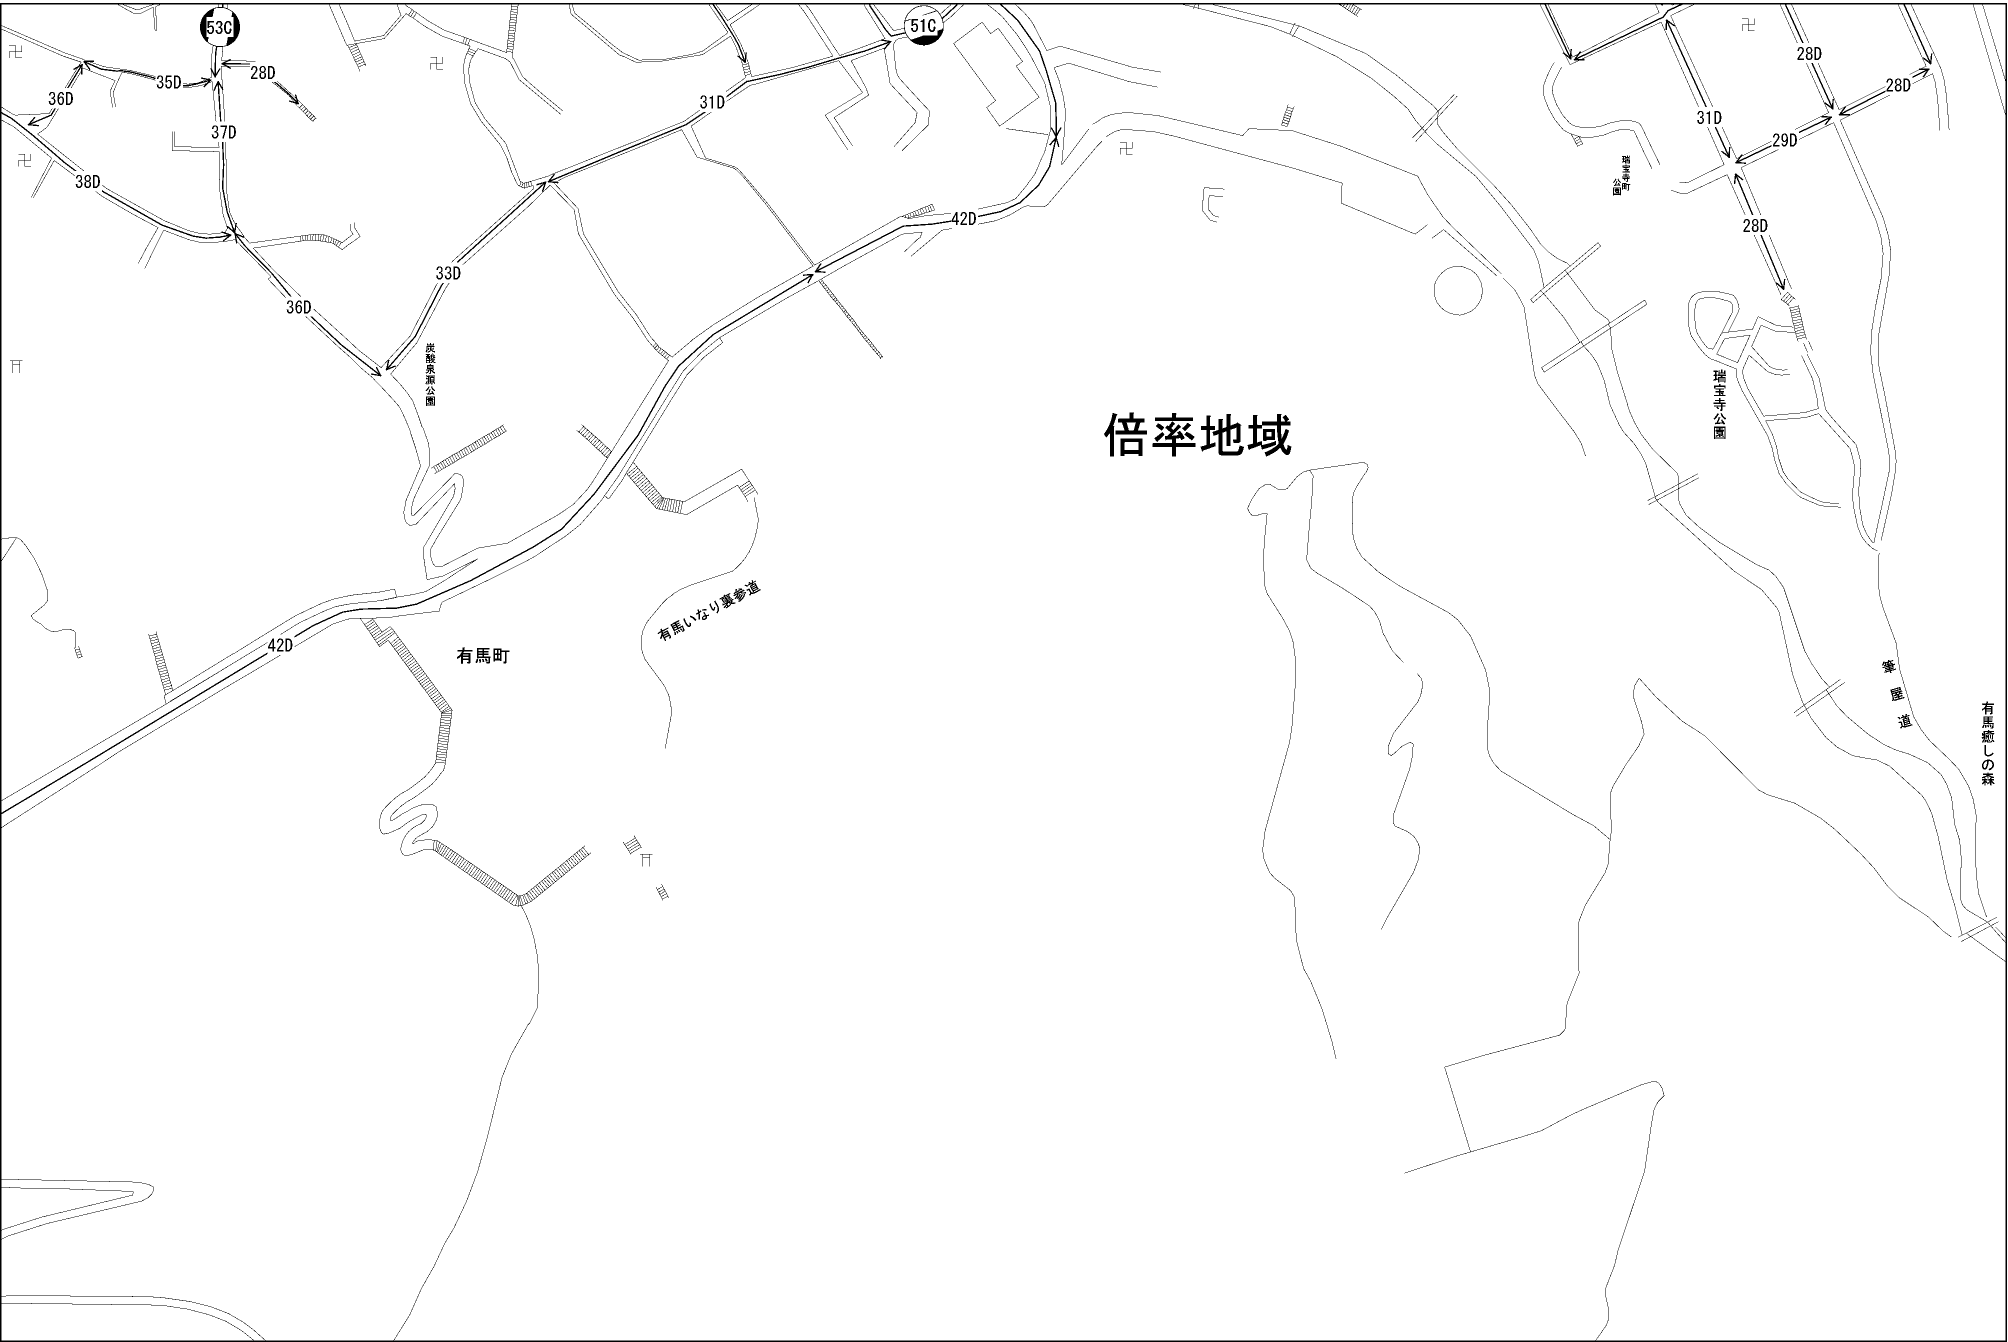 53C
51C
28D
35D
28D
28D
36D
31D
31D
37D
29D
瑞宝寺町
公園
38D
42D
28D
33D
36D
炭酸泉源公園
瑞宝寺公園
倍率地域
有馬いなり裏参道
42D
有馬町
筆屋道
有馬癒しの森